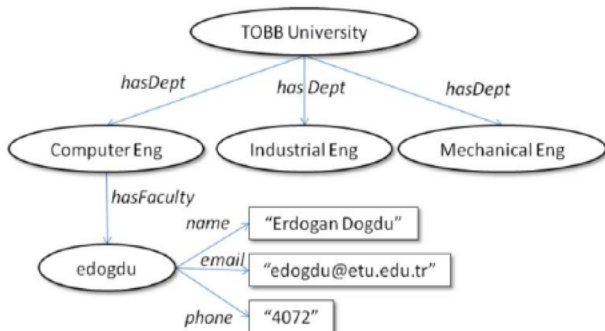 TOBB University
hasDept
has Dept
hasDept
Computer Eng
Industrial Eng
Mechanical Eng
hasFaculty
name
“Erdogan Dogdu”
edogdu
email
“edogdu@etu.edu.tr”
phone
“4072”